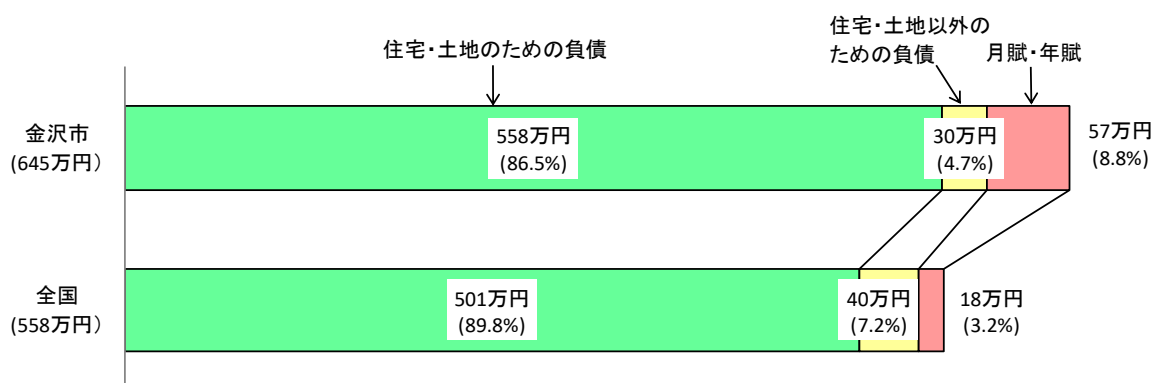 住宅・土地のための負債
住宅・土地以外の
ための負債
月賦・年賦
金沢市
(645万円）
558万円
(86.5%)
30万円
(4.7%)
57万円
(8.8%)
全国
(558万円）
501万円
(89.8%)
40万円
(7.2%)
18万円
(3.2%)